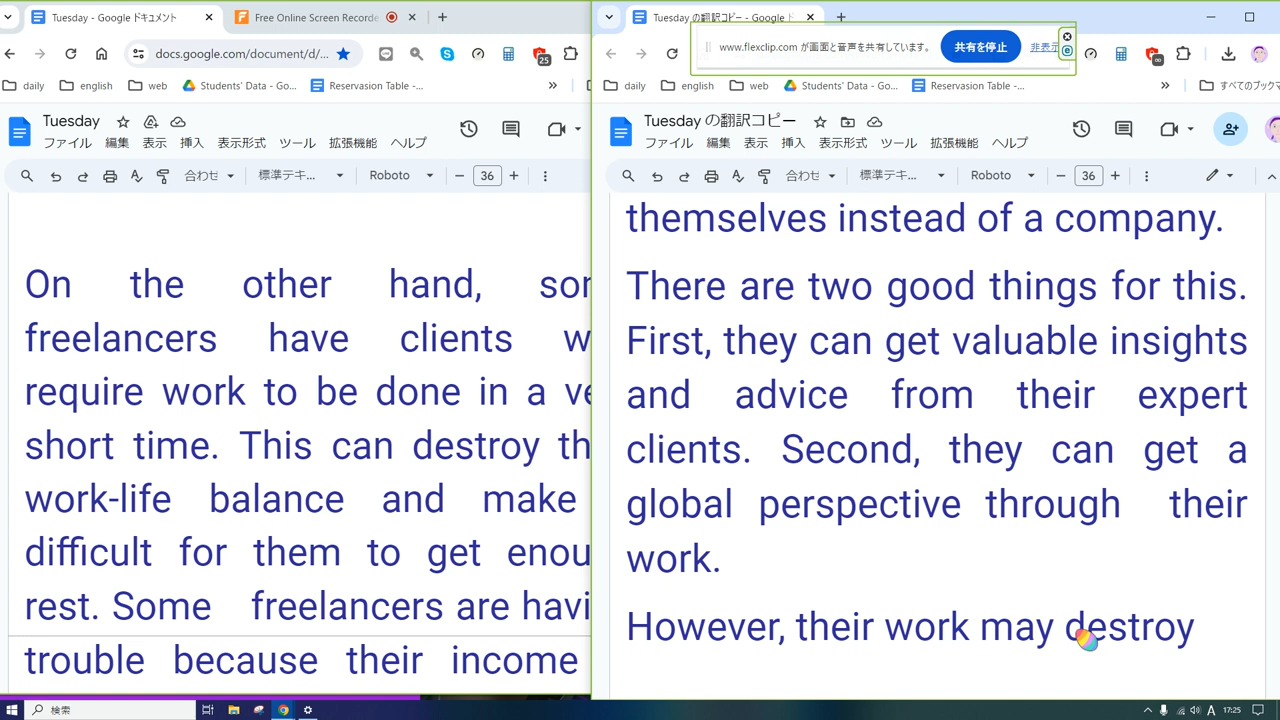 Tuesday - Google ドキュメント
Free Online Screen Recorde
Tuesday の翻訳コピー - Google ド
www.flexclip.com が画面と音声を共有しています。
共有を停止
非表示
docs.google.com/document/d/...
25
daily
english
web
Students' Data - Go...
Reservasion Table -...
»
daily
english
web
Students' Data - Go...
Reservasion Table -...
»
すべてのブックマ
Tuesday
ファイル 編集 表示 挿入 表示形式 ツール 拡張機能 ヘルプ
Tuesday の翻訳コピー
ファイル 編集 表示 挿入 表示形式 ツール 拡張機能 ヘルプ
合わせ
標準テキ...
Roboto
36
合わせ
標準テキ...
Roboto
36
On the other hand, som
freelancers have clients w
require work to be done in a ve
short time. This can destroy th
work-life balance and make
difficult for them to get enou
rest. Some freelancers are havi
trouble because their income
themselves instead of a company.
There are two good things for this.
First, they can get valuable insights
and advice from their expert
clients. Second, they can get a
global perspective through their
work.
However, their work may destroy
検索
A
17:25